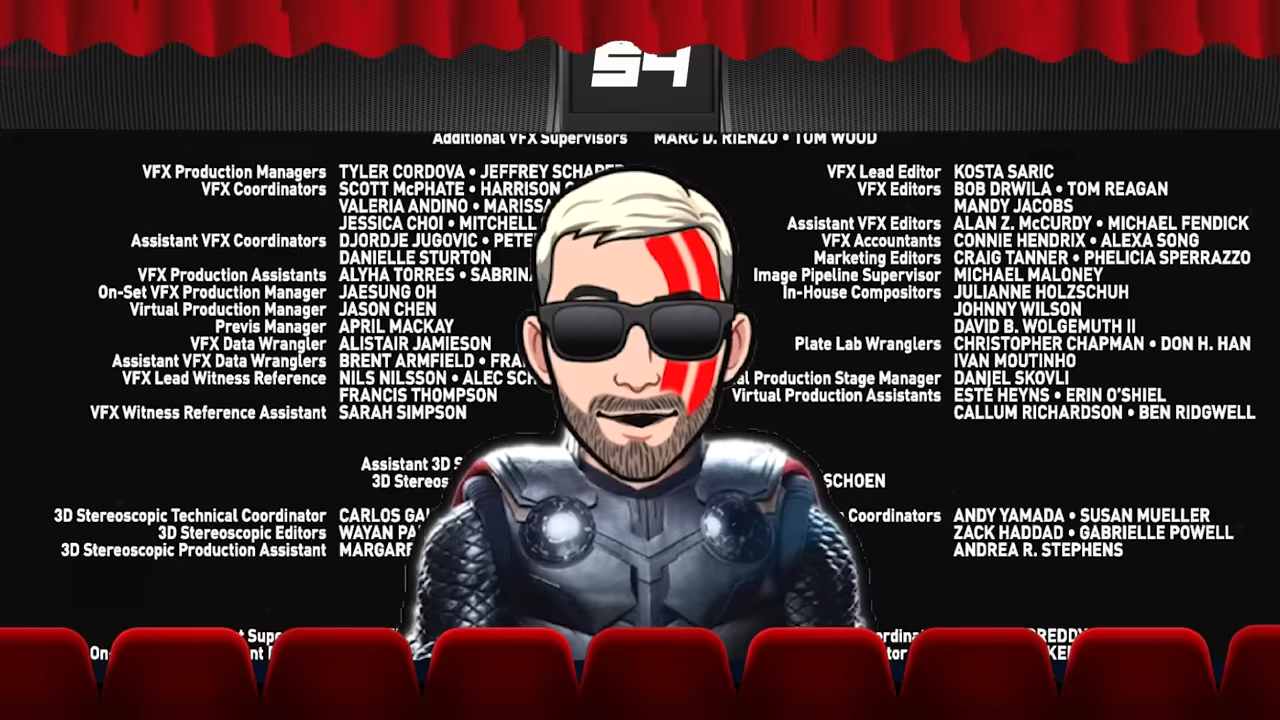 S4
Additional VFX Supervisors MARC D. RIENZO • TOM WOOD
VFX Production Managers TYLER CORDOVA • JEFFREY
VFX Coordinators SCOTT McPHATE • HARRISON
VALERIA ANDINO •
JESSICA CHOI • MITCHELL
Assistant VFX Coordinators DJORDJE JUGOVIC •
DANIELLE STURTON
VFX Production Assistants ALYHA TORRES •
On-Set VFX Production Manager JAESUNG OH
Virtual Production Manager JASON CHEN
Previs Manager APRIL MACKAY
VFX Data Wrangler ALISTAIR JAMIESON
Assistant VFX Data Wranglers BRENT ARMFIELD •
VFX Lead Witness Reference NILS NILSSON • ALEC
FRANCIS THOMPSON
VFX Witness Reference Assistant SARAH SIMPSON
VFX Lead Editor KOSTA SARIC
VFX Editors BOB DRWILA • TOM REAGAN
MANDY JACOBS
Assistant VFX Editors ALAN Z. McCURDY • MICHAEL FENDICK
VFX Accountants CONNIE HENDRIX • ALEXA SONG
Marketing Editors CRAIG TANNER • PHELICIA SPERRAZZO
Image Pipeline Supervisor MICHAEL MALONEY
In-House Compositors JULIANNE HOLZSCHUH
JOHNNY WILSON
DAVID B. WOLGEMUTH II
Plate Lab Wranglers CHRISTOPHER CHAPMAN • DON H. HAN
IVAN MOUTINHO
Production Stage Manager DANIEL SKOVLI
Virtual Production Assistants ESTÉ HEYNS • ERIN O'SHIEL
CALLUM RICHARDSON • BEN RIDGWELL
Assistant 3D
3D SCHOEN
3D Stereoscopic Technical Coordinator CARLOS
3D Stereoscopic Editors WAYAN
3D Stereoscopic Production Assistant
Coordinators ANDY YAMADA • SUSAN MUELLER
ZACK HADDAD • GABRIELLE POWELL
ANDREA R. STEPHENS